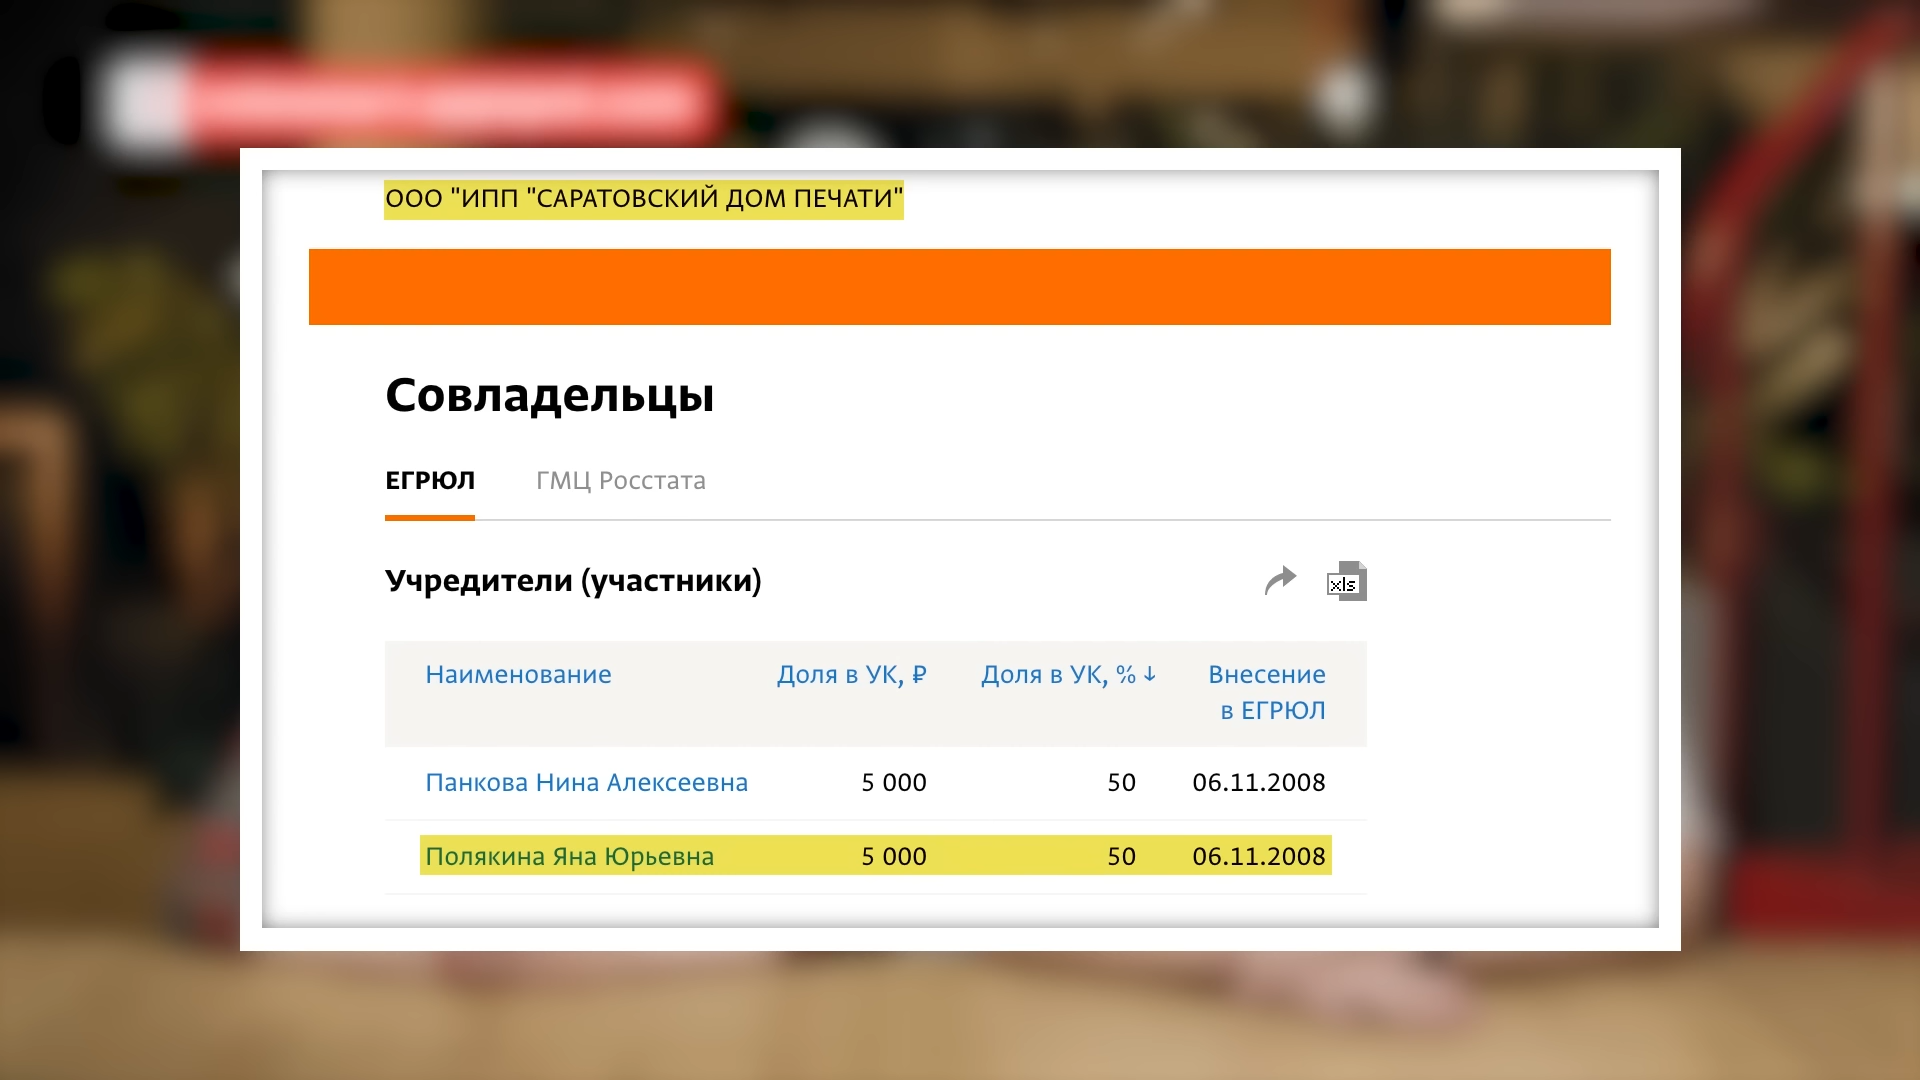 ООО "ИПП "САРАТОВСКИЙ ДОМ ПЕЧАТИ"
Совладельцы
ЕГРЮЛ ГМЦ Росстата
Учредители (участники)
xls
Наименование Доля в УК, ₽ Доля в УК, % ↓ Внесение
в ЕГРЮЛ
Панкова Нина Алексеевна 5 000 50 06.11.2008
Полякина Яна Юрьевна 5 000 50 06.11.2008